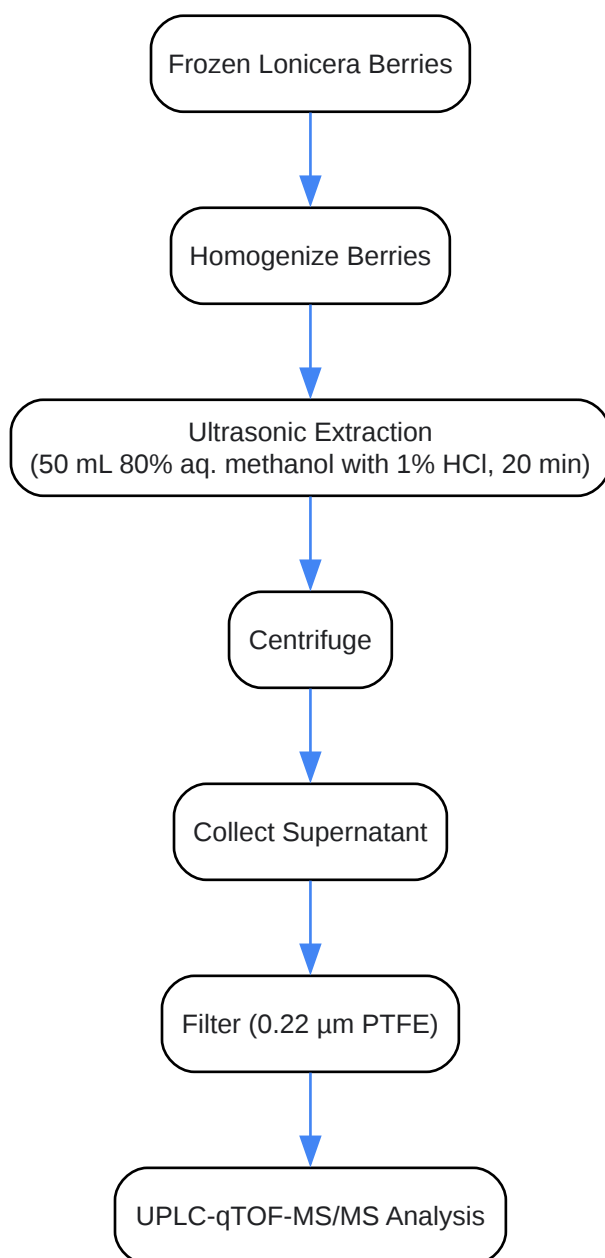 Frozen Lonicera Berries
Homogenize Berries
Ultrasonic Extraction
(50 mL 80% aq. methanol with 1% HCl, 20 min)
Centrifuge
Collect Supernatant
Filter (0.22 µm PTFE)
UPLC-qTOF-MS/MS Analysis